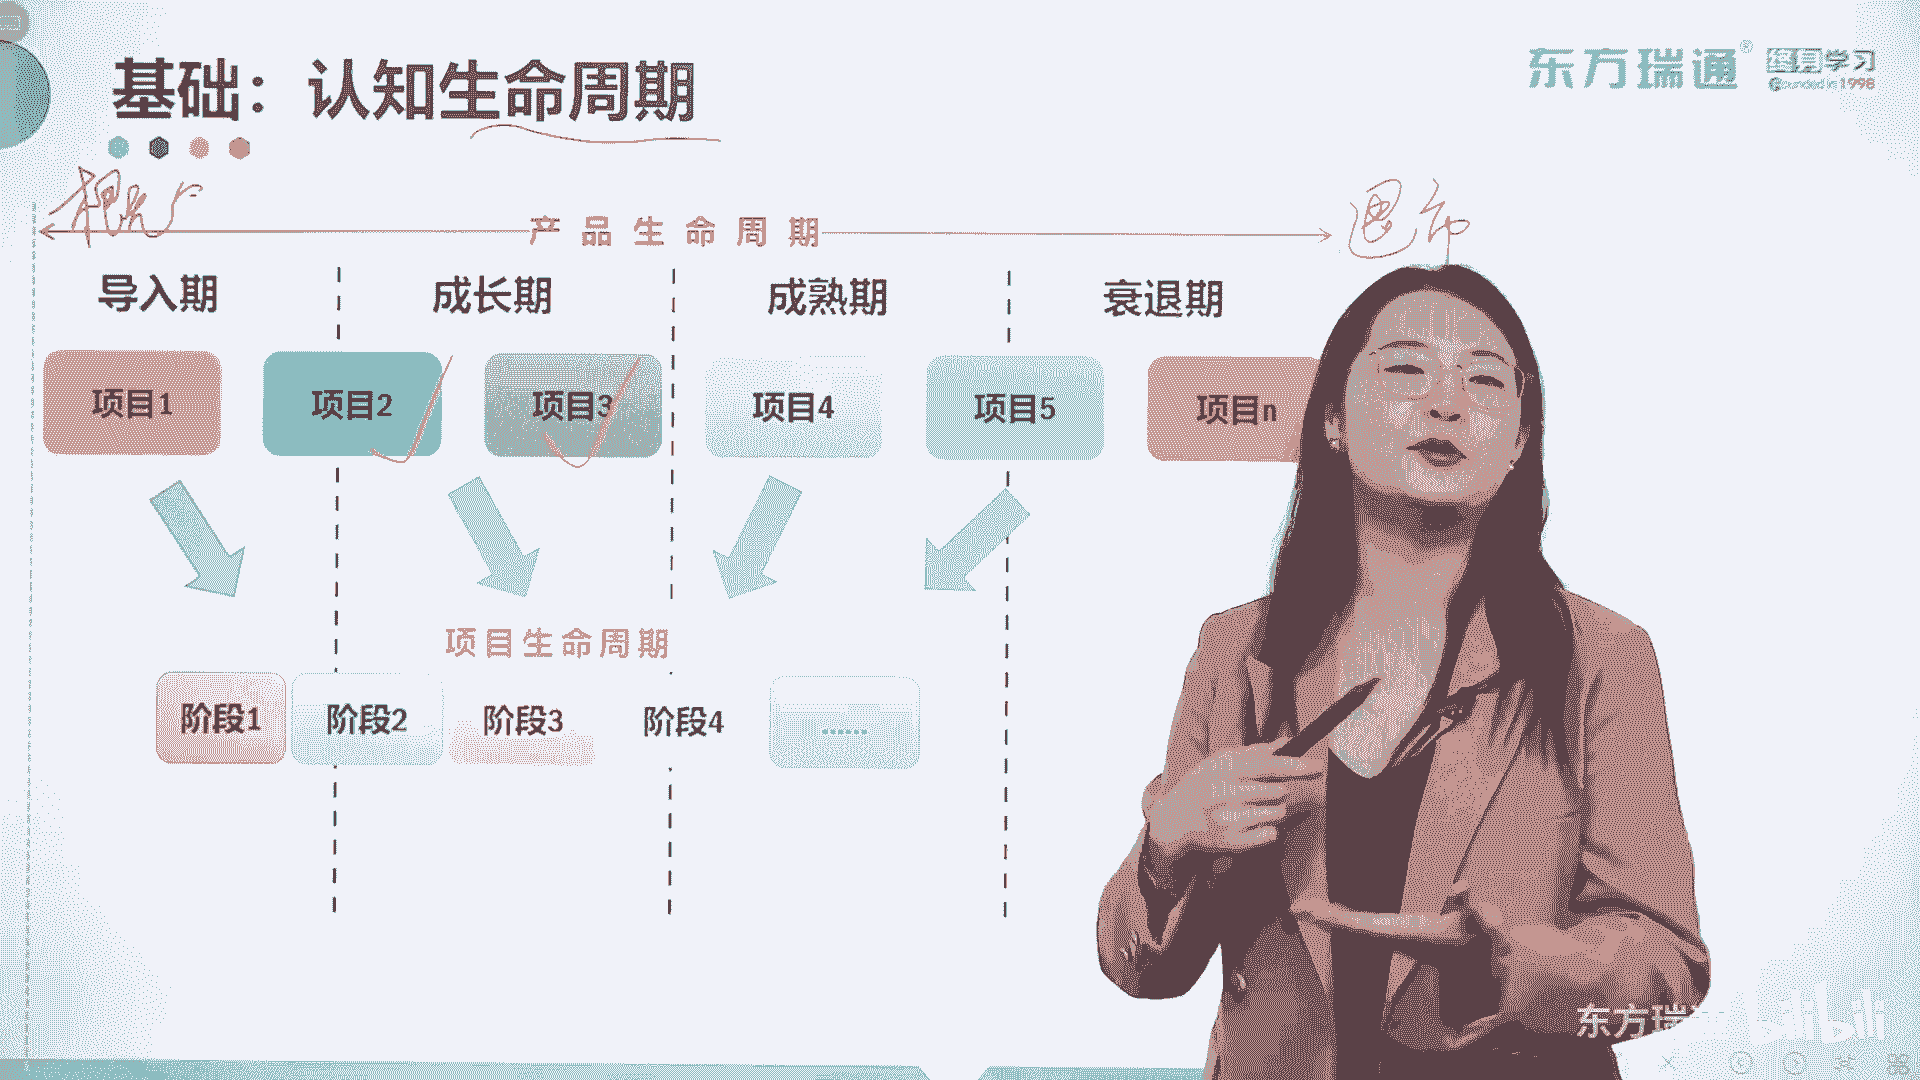 基础：认知生命周期
东方瑞通®
终身学习
Founded in 1998
概念
退市
产品生命周期
导入期 成长期 成熟期 衰退期
项目1 项目2 项目3 项目4 项目5 项目n
项目生命周期
阶段1 阶段2 阶段3 阶段4 ......
东方瑞
bilibili